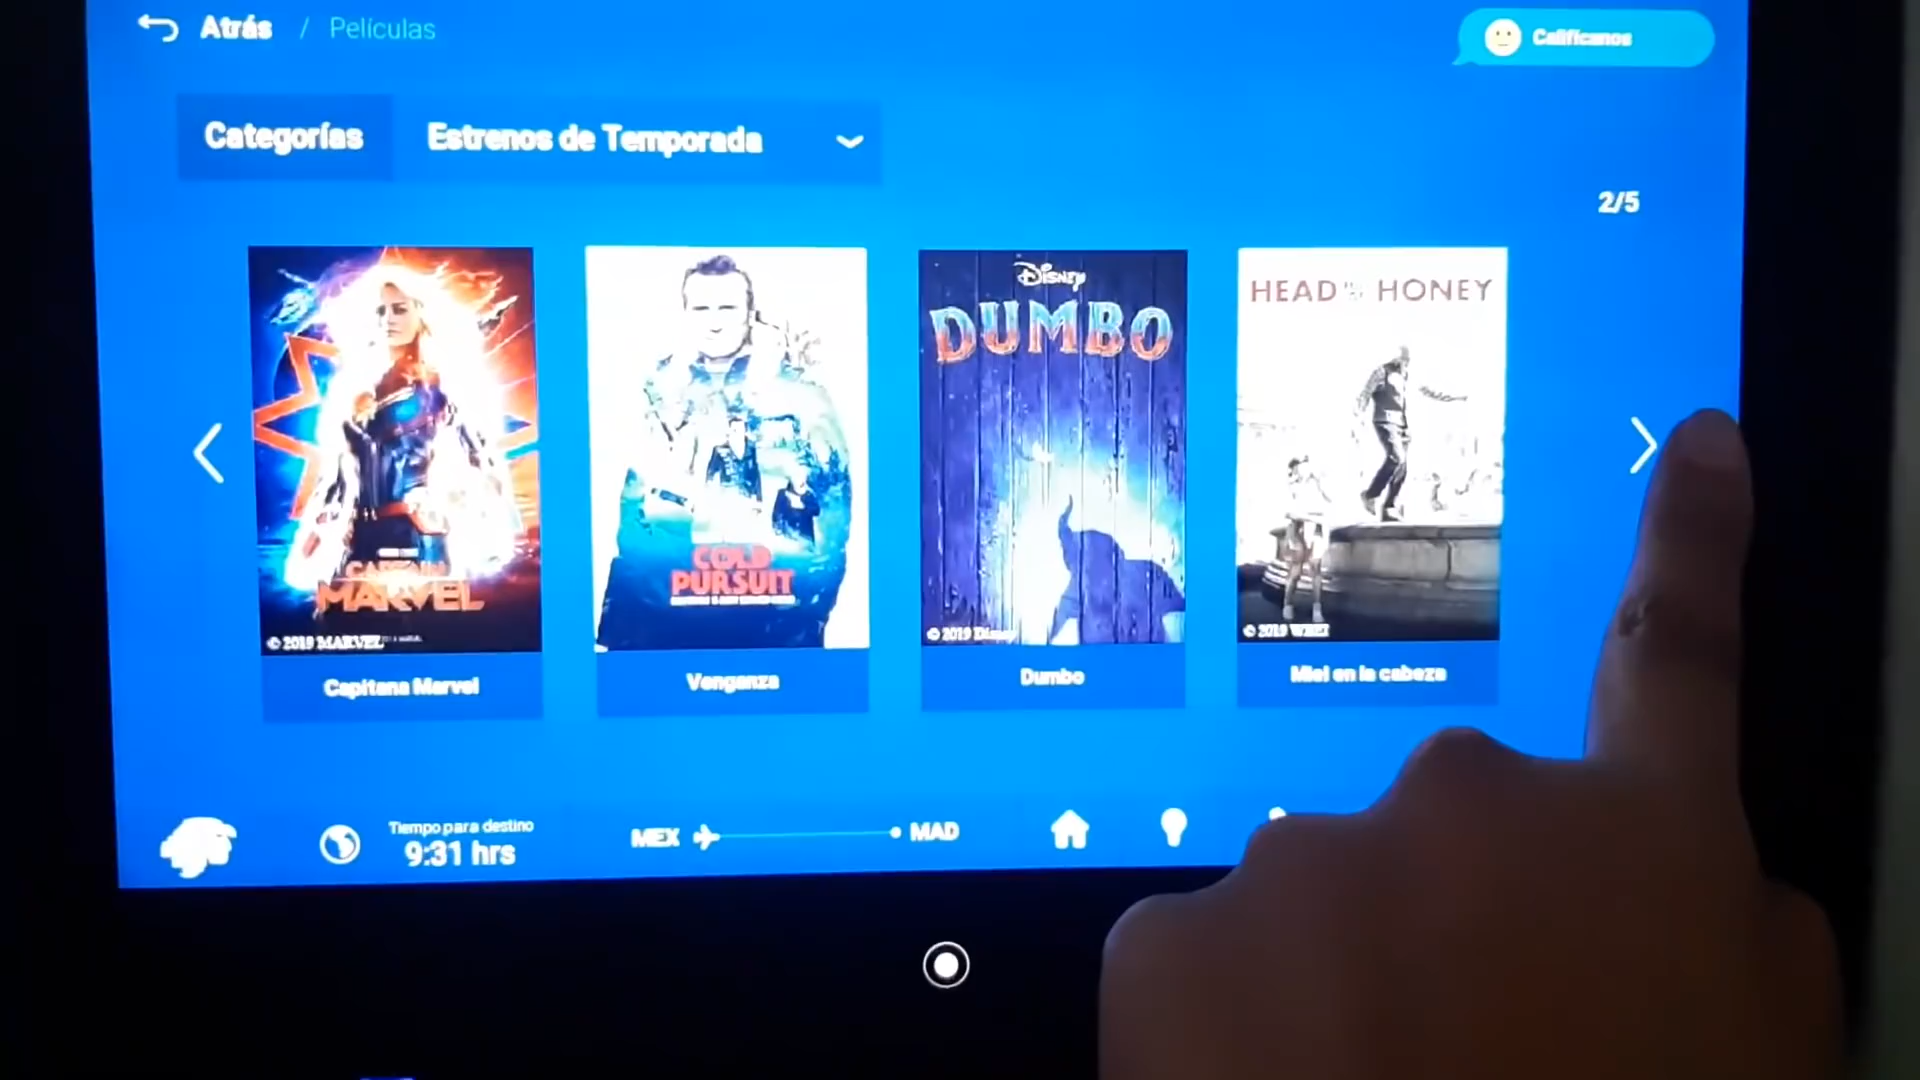 Atrás / Películas
Califícanos
Categorías
Estrenos de Temporada
2/5
CAPTAIN
MARVEL
© 2019 MARVEL
Capitana Marvel
COLD
PURSUIT
Venganza
DISNEY
DUMBO
© 2019 Disney
Dumbo
HEAD HONEY
© 2019 WBEI
Miel en la cabeza
Tiempo para destino
9:31 hrs
MEX
MAD